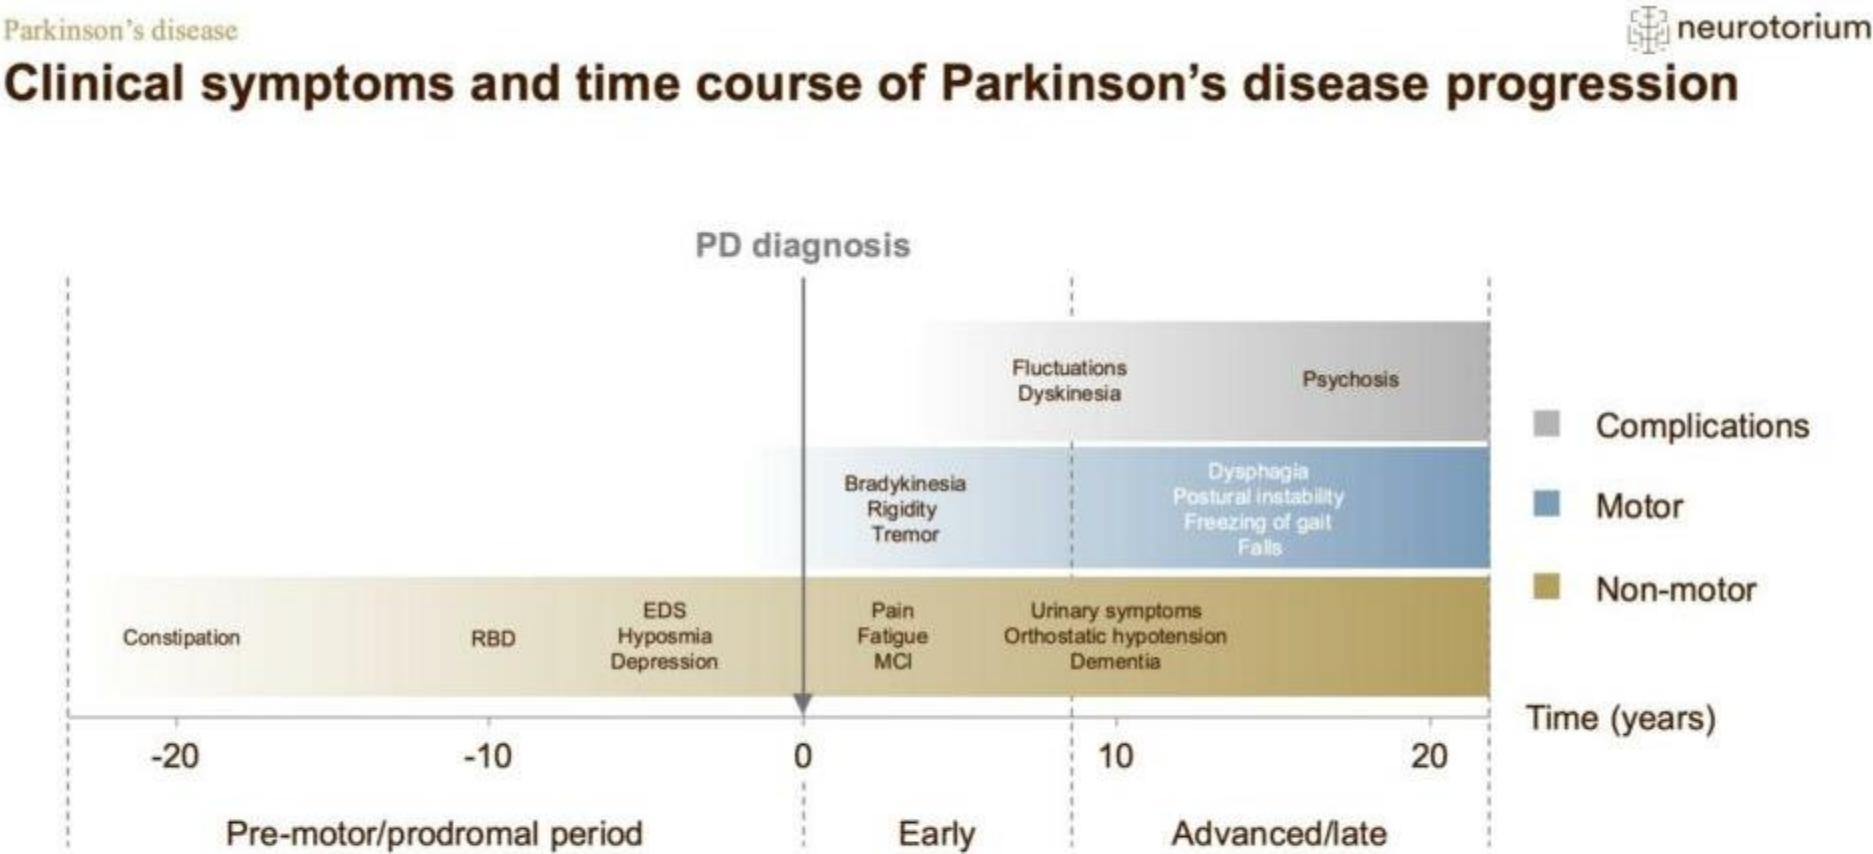 Parkinson's disease
neurotorium
Clinical symptoms and time course of Parkinson's disease progression
PD diagnosis
Fluctuations
Dyskinesia
Psychosis
Bradykinesia
Rigidity
Tremor
Dysphagia
Postural instability
Freezing of gait
Falls
Constipation
RBD
EDS
Hyposmia
Depression
Pain
Fatigue
MCI
Urinary symptoms
Orthostatic hypotension
Dementia
Complications
Motor
Non-motor
Time (years)
-20
-10
0
10
20
Pre-motor/prodromal period
Early
Advanced/late